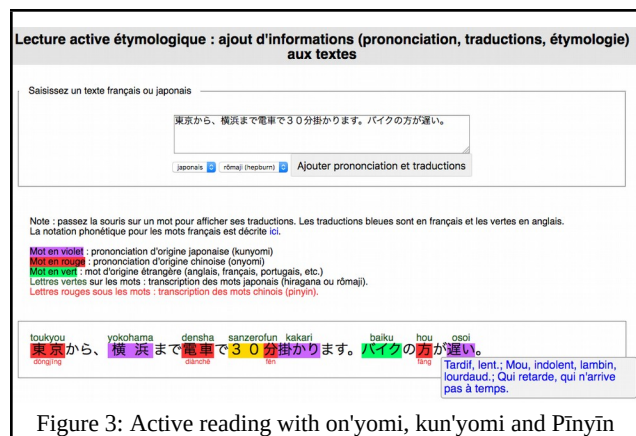 Lecture active étymologique : ajout d'informations (prononciation, traductions, étymologie)
aux textes
Saisissez un texte français ou japonais
東京から、横浜まで電車で３０分掛かります。バイクの方が遅い。
japonais rômaji (hepburn) Ajouter prononciation et traductions
Note : passez la souris sur un mot pour afficher ses traductions. Les traductions bleues sont en français et les vertes en anglais.
La notation phonétique pour les mots français est décrite ici.
Mot en violet : prononciation d'origine japonaise (kunyomi)
Mot en rouge : prononciation d'origine chinoise (onyomi)
Mot en vert : mot d'origine étrangère (anglais, français, portugais, etc.)
Lettres vertes sur les mots : transcription des mots japonais (hiragana ou rômaji).
Lettres rouges sous les mots : transcription des mots chinois (pinyin).
toukyou yokohama densha sanzerofun kakari baiku hou osoi
東京から、横浜まで電車で３０分掛かります。バイクの方が遅い。
dōngjīng diànchē fēn fāng
Tardif, lent.; Mou, indolent, lambin,
lourdaud.; Qui retarde, qui n'arrive
pas à temps.
Figure 3: Active reading with on'yomi, kun'yomi and Pīnyīn